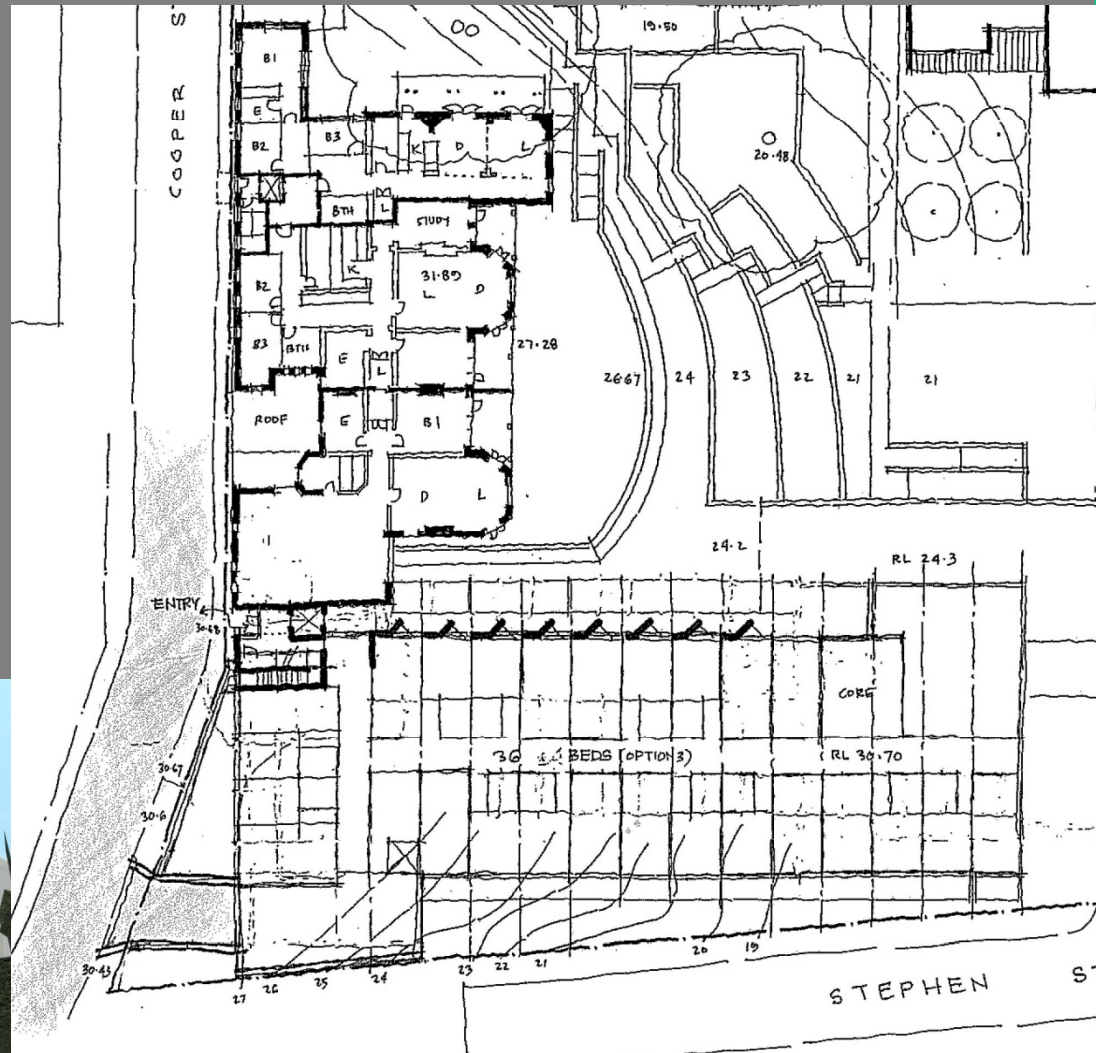 COOPER S
19.50
B1
E
B2
B3
K
D
L
20.48
BTH
L
STUDY
K
31.89
L
D
B2
B3
BTH
E
L
27.28
26.67
24
23
22
21
21
ROOF
E
B1
D
L
24.2
RL 24.3
ENTRY
30.68
CORE
36
BEDS (OPTION 3)
RL 30.70
30.67
30.6
30.43
27
26
25
24
23
22
21
20
19
STEPHEN S